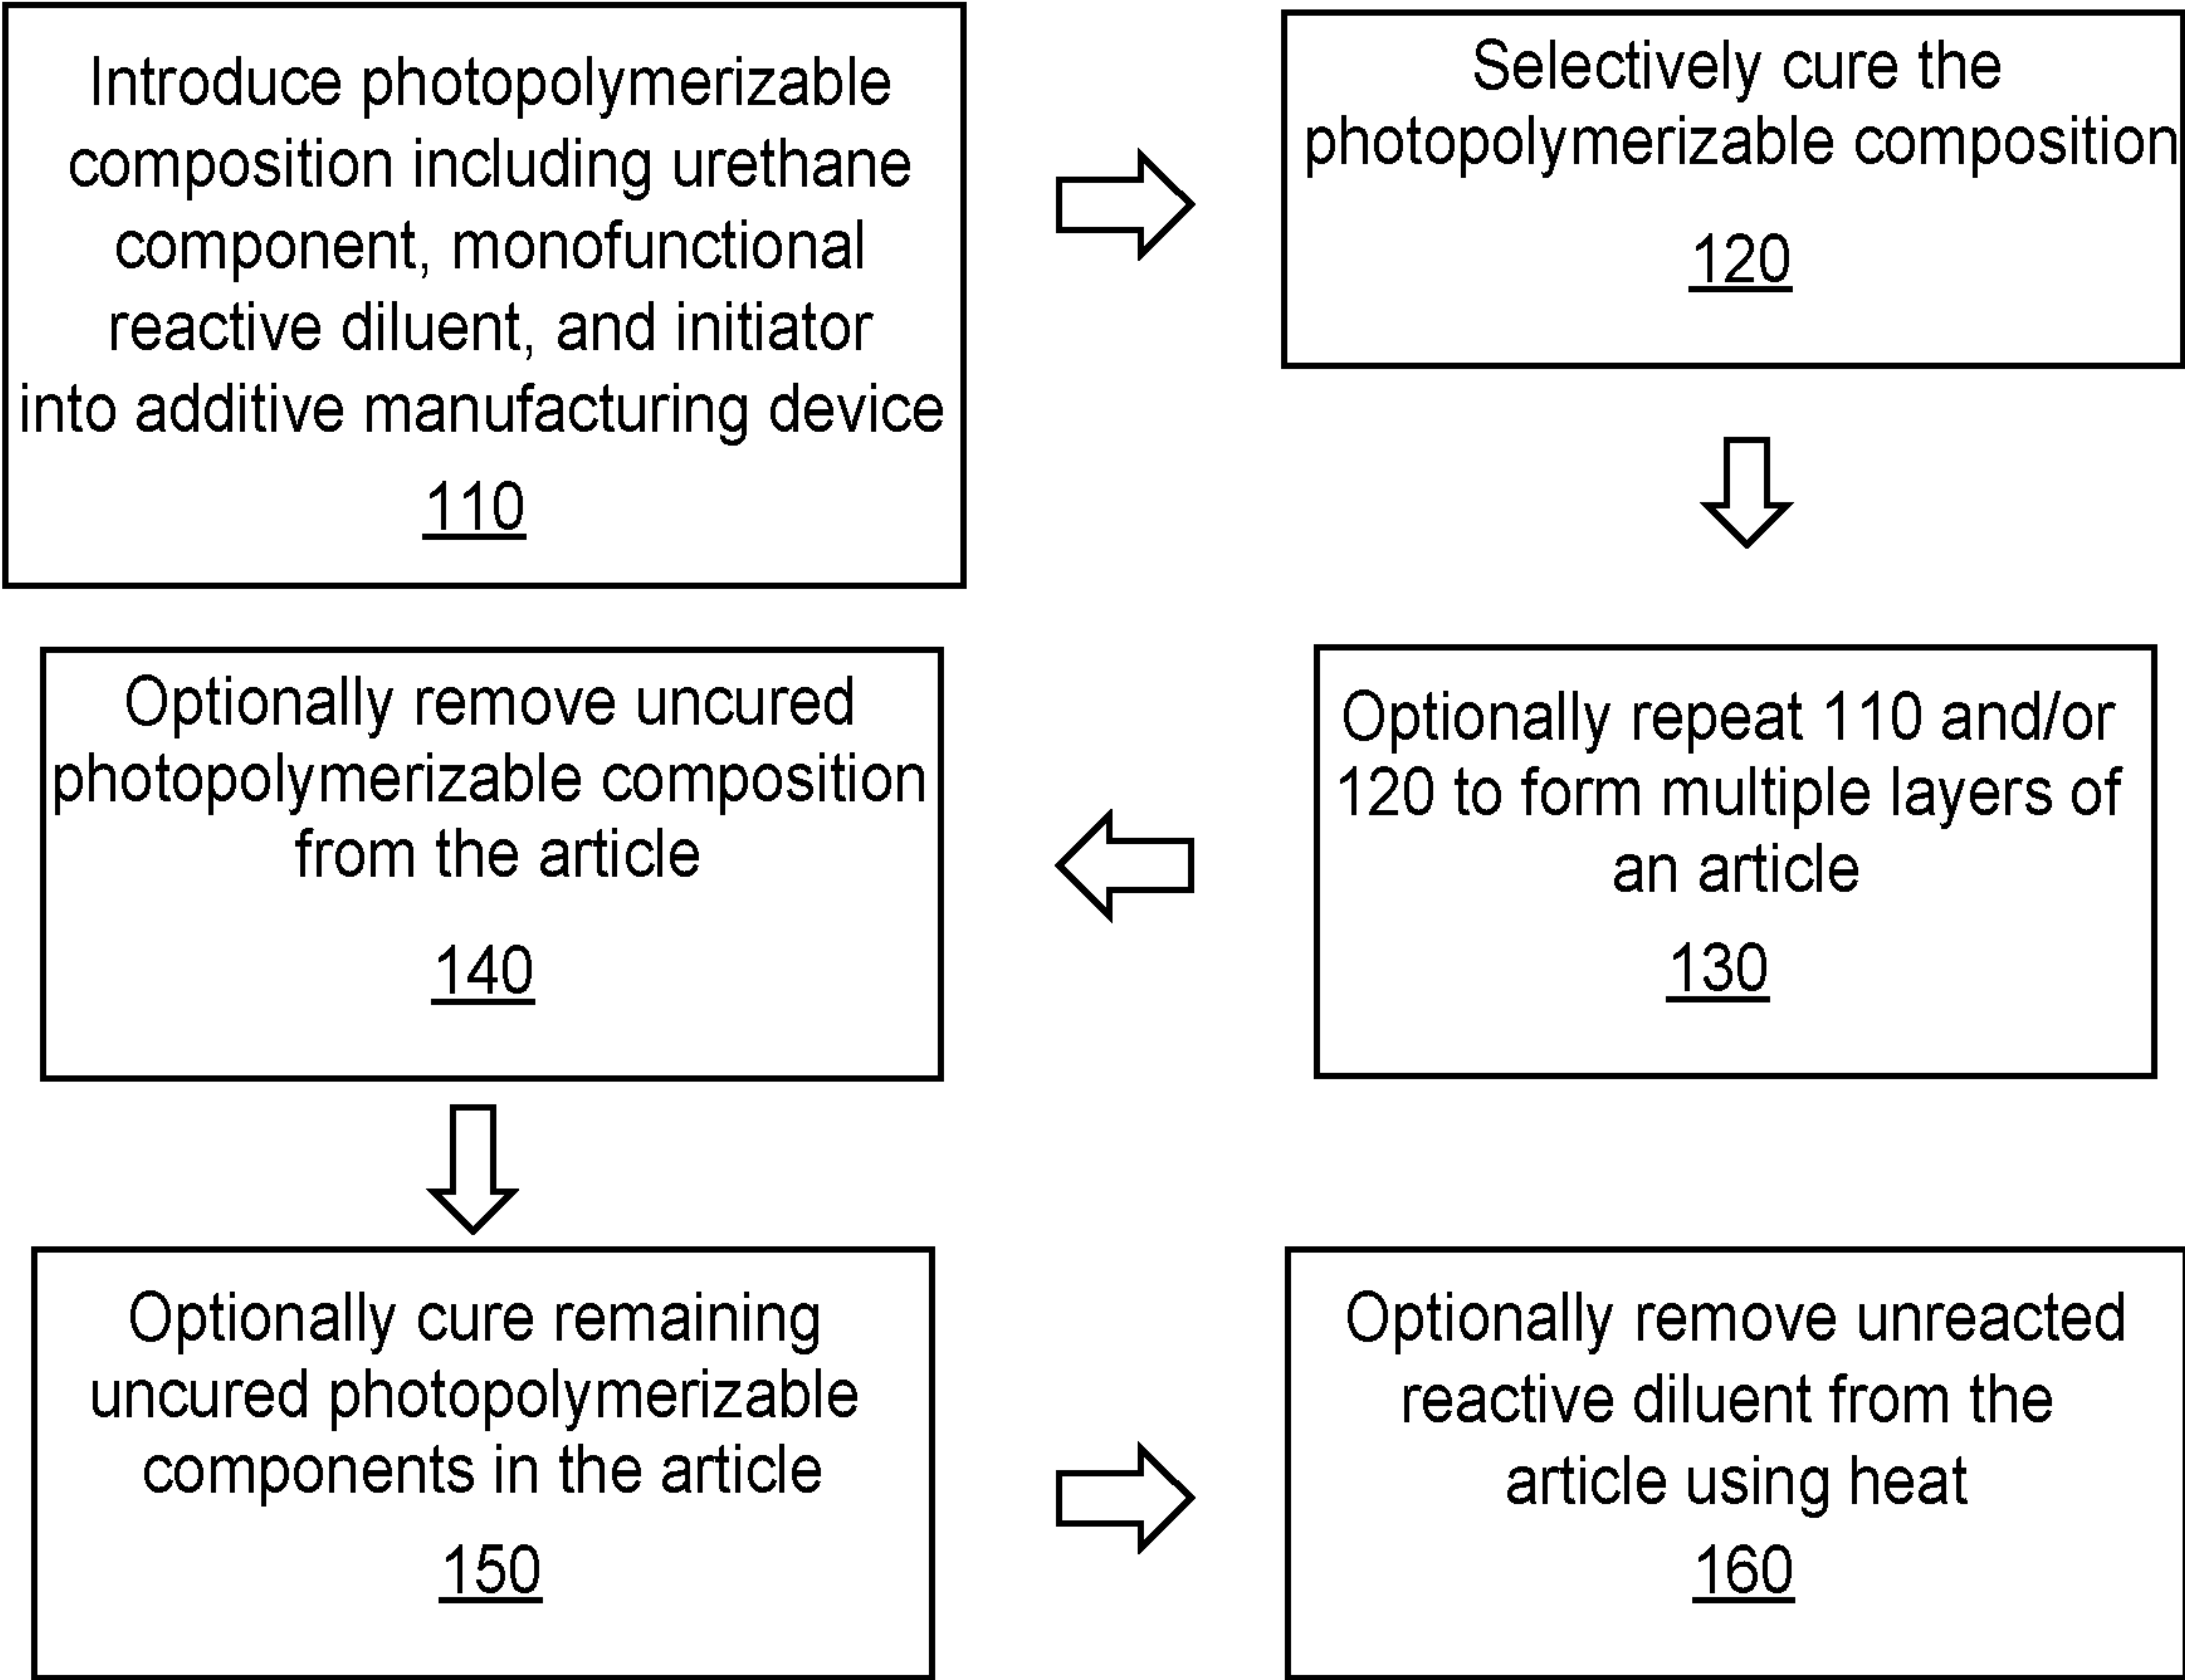 Introduce photopolymerizable
composition including urethane
component, monofunctional
reactive diluent, and initiator
into additive manufacturing device
110
Selectively cure the
photopolymerizable composition
120
Optionally repeat 110 and/or
120 to form multiple layers of
an article
130
Optionally remove uncured
photopolymerizable composition
from the article
140
Optionally cure remaining
uncured photopolymerizable
components in the article
150
Optionally remove unreacted
reactive diluent from the
article using heat
160